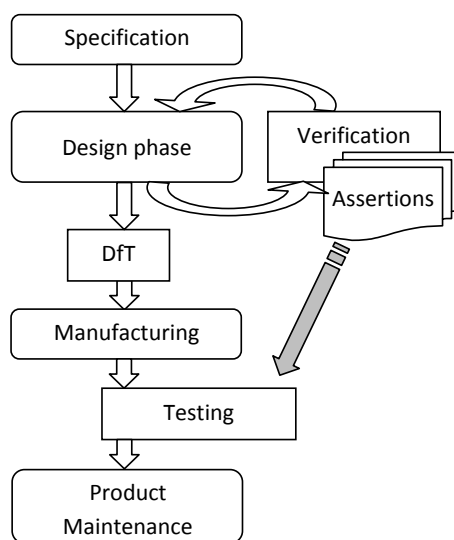 Specification
Design phase
Verification
Assertions
DfT
Manufacturing
Testing
Product
Maintenance